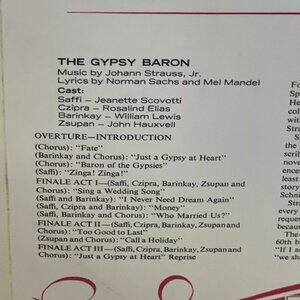 THE GYPSY BARON
Music by Johann Strauss, Jr.
Lyrics by Norman Sachs and Mel Mandel
Cast:
Saffi – Jeanette Scovotti
Czipra – Rosalind Elias
Barinkay – William Lewis
Zsupan – John Hauxvell
OVERTURE—INTRODUCTION
(Chorus): "Fate"
(Barinkay and Chorus): "Just a Gypsy at Heart"
(Chorus): "Baron of the Gypsies"
(Saffi): "Zinga! Zinga!"
FINALE ACT I—(Saffi, Czipra, Barinkay, Zsupan and
Chorus): "Sing a Wedding Song"
(Saffi and Barinkay): "I Never Need Dream Again"
(Saffi, Czipra and Barinkay): "Money"
(Saffi, Barinkay and Chorus): "Who Married Us?"
FINALE ACT II—(Saffi, Czipra, Barinkay, Zsupan and
Chorus): "Too Good to Last"
(Zsupan and Chorus): "Call a Holiday"
FINALE ACT III—(Chorus, Saffi, Czipra, Barinkay, Zsupan and
Chorus): "Just a Gypsy at Heart" Reprise